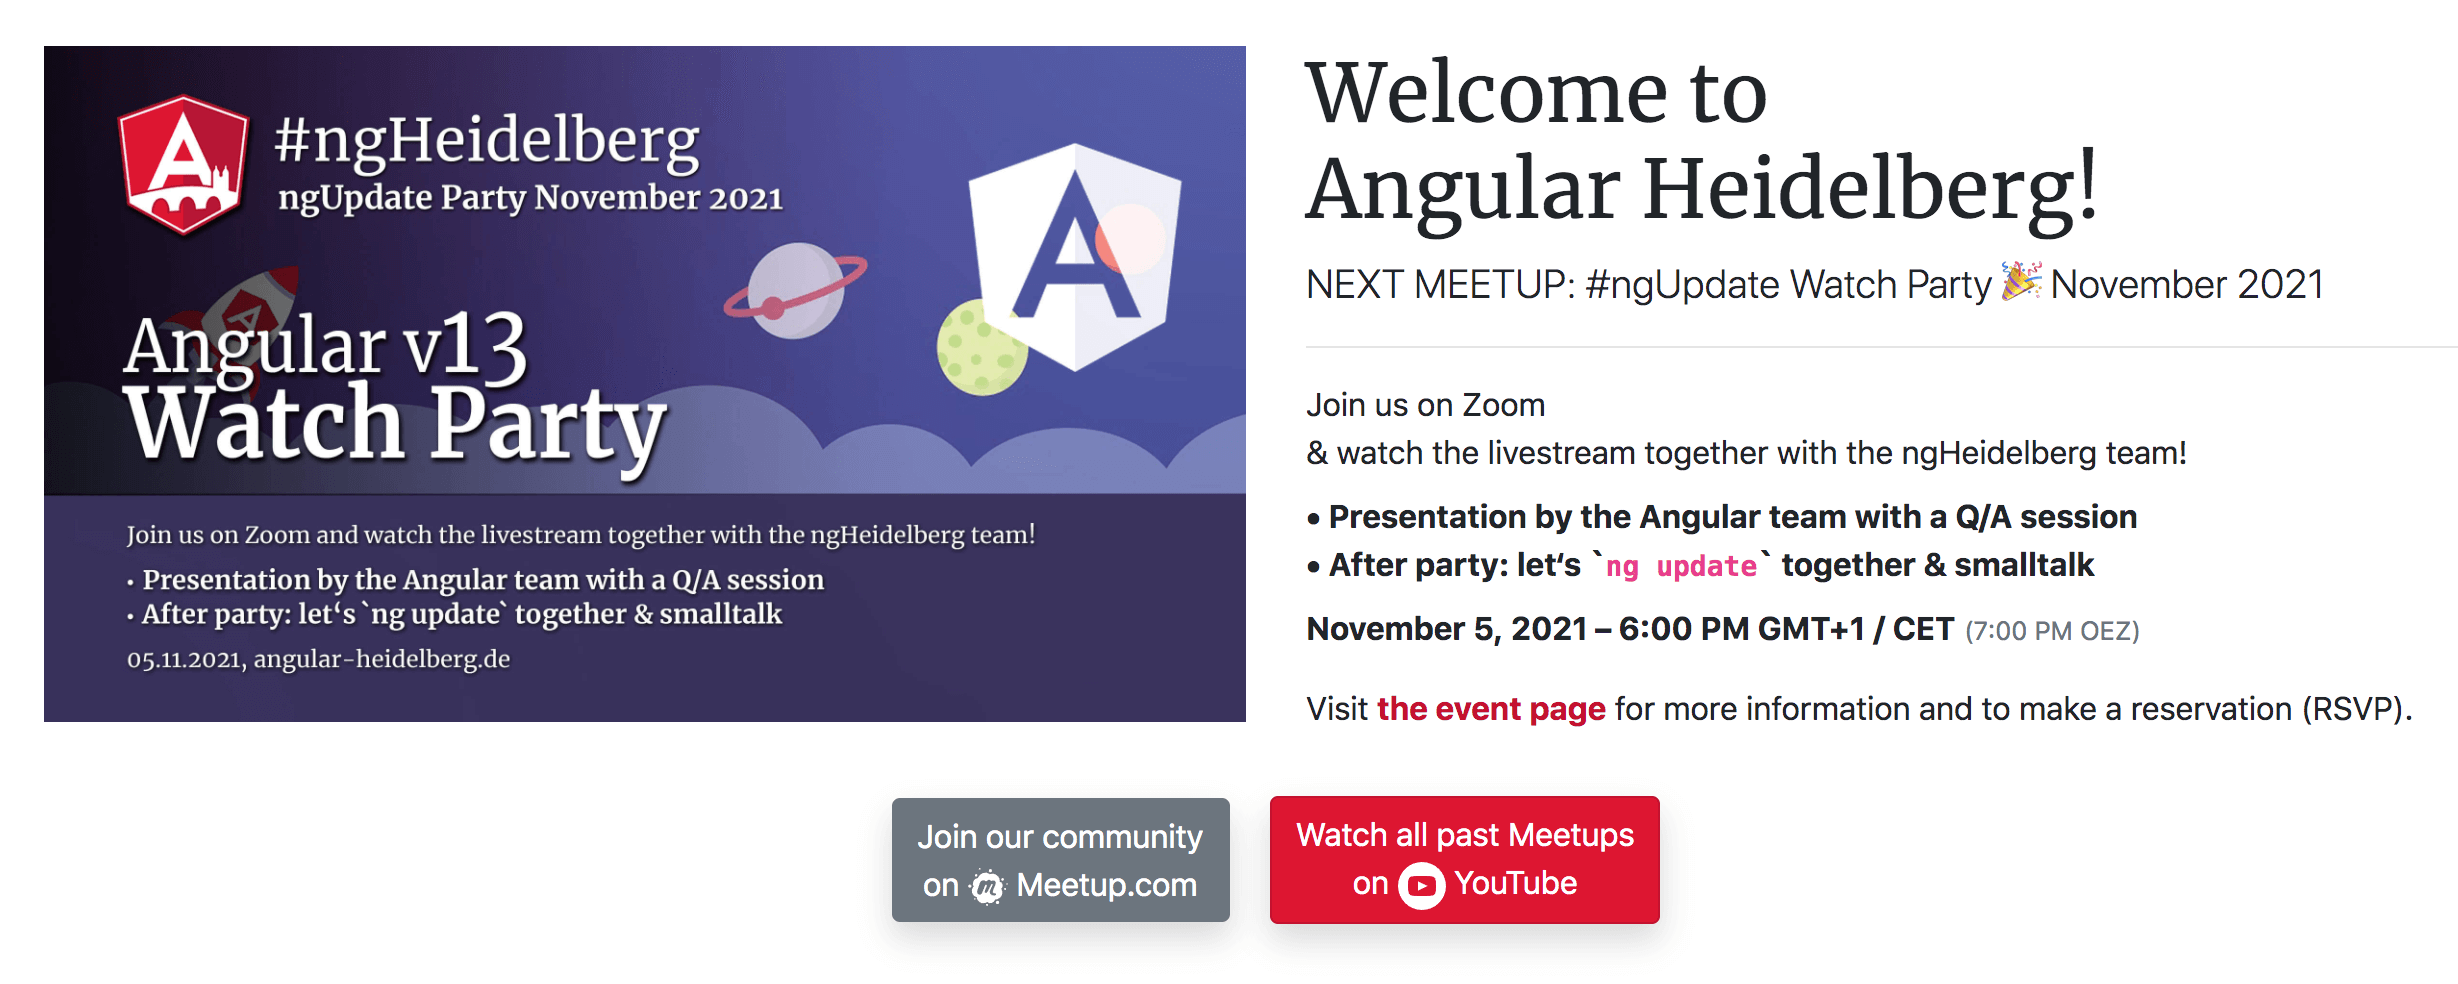 #ngHeidelberg
ngUpdate Party November 2021
Angular v13
Watch Party
Join us on Zoom and watch the livestream together with the ngHeidelberg team!
• Presentation by the Angular team with a Q/A session
• After party: let‘s `ng update` together & smalltalk
05.11.2021, angular-heidelberg.de
Welcome to
Angular Heidelberg!
NEXT MEETUP: #ngUpdate Watch Party 🎉 November 2021
Join us on Zoom
& watch the livestream together with the ngHeidelberg team!
• Presentation by the Angular team with a Q/A session
• After party: let‘s `ng update` together & smalltalk
November 5, 2021 – 6:00 PM GMT+1 / CET (7:00 PM OEZ)
Visit the event page for more information and to make a reservation (RSVP).
Join our community
on Meetup.com
Watch all past Meetups
on YouTube